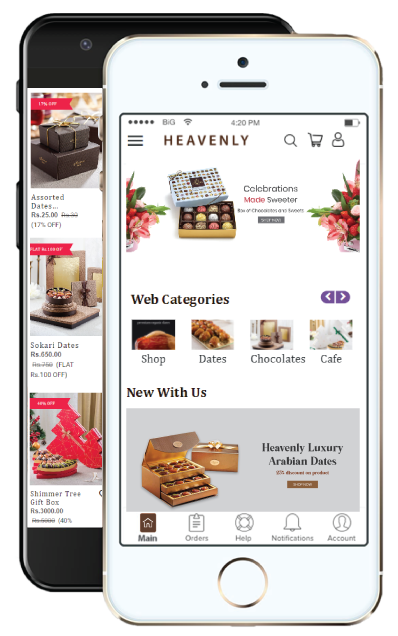 17% OFF
Assorted
Dates...
Rs.25.00 Rs.30
(17% OFF)
FLAT Rs.100 OFF
Sokari Dates
Rs.650.00
Rs.750 (FLAT
Rs.100 OFF)
40% OFF
Shimmer Tree
Gift Box
Rs.3000.00
Rs.5000 (40%
BiG 4:20 PM
HEAVENLY
Celebrations
Made Sweeter
Box of Chocolates and Sweets
SHOP NOW
Web Categories
Shop Dates Chocolates Cafe
New With Us
Heavenly Luxury
Arabian Dates
25% discount on product
SHOP NOW
Main Orders Help Notifications Account